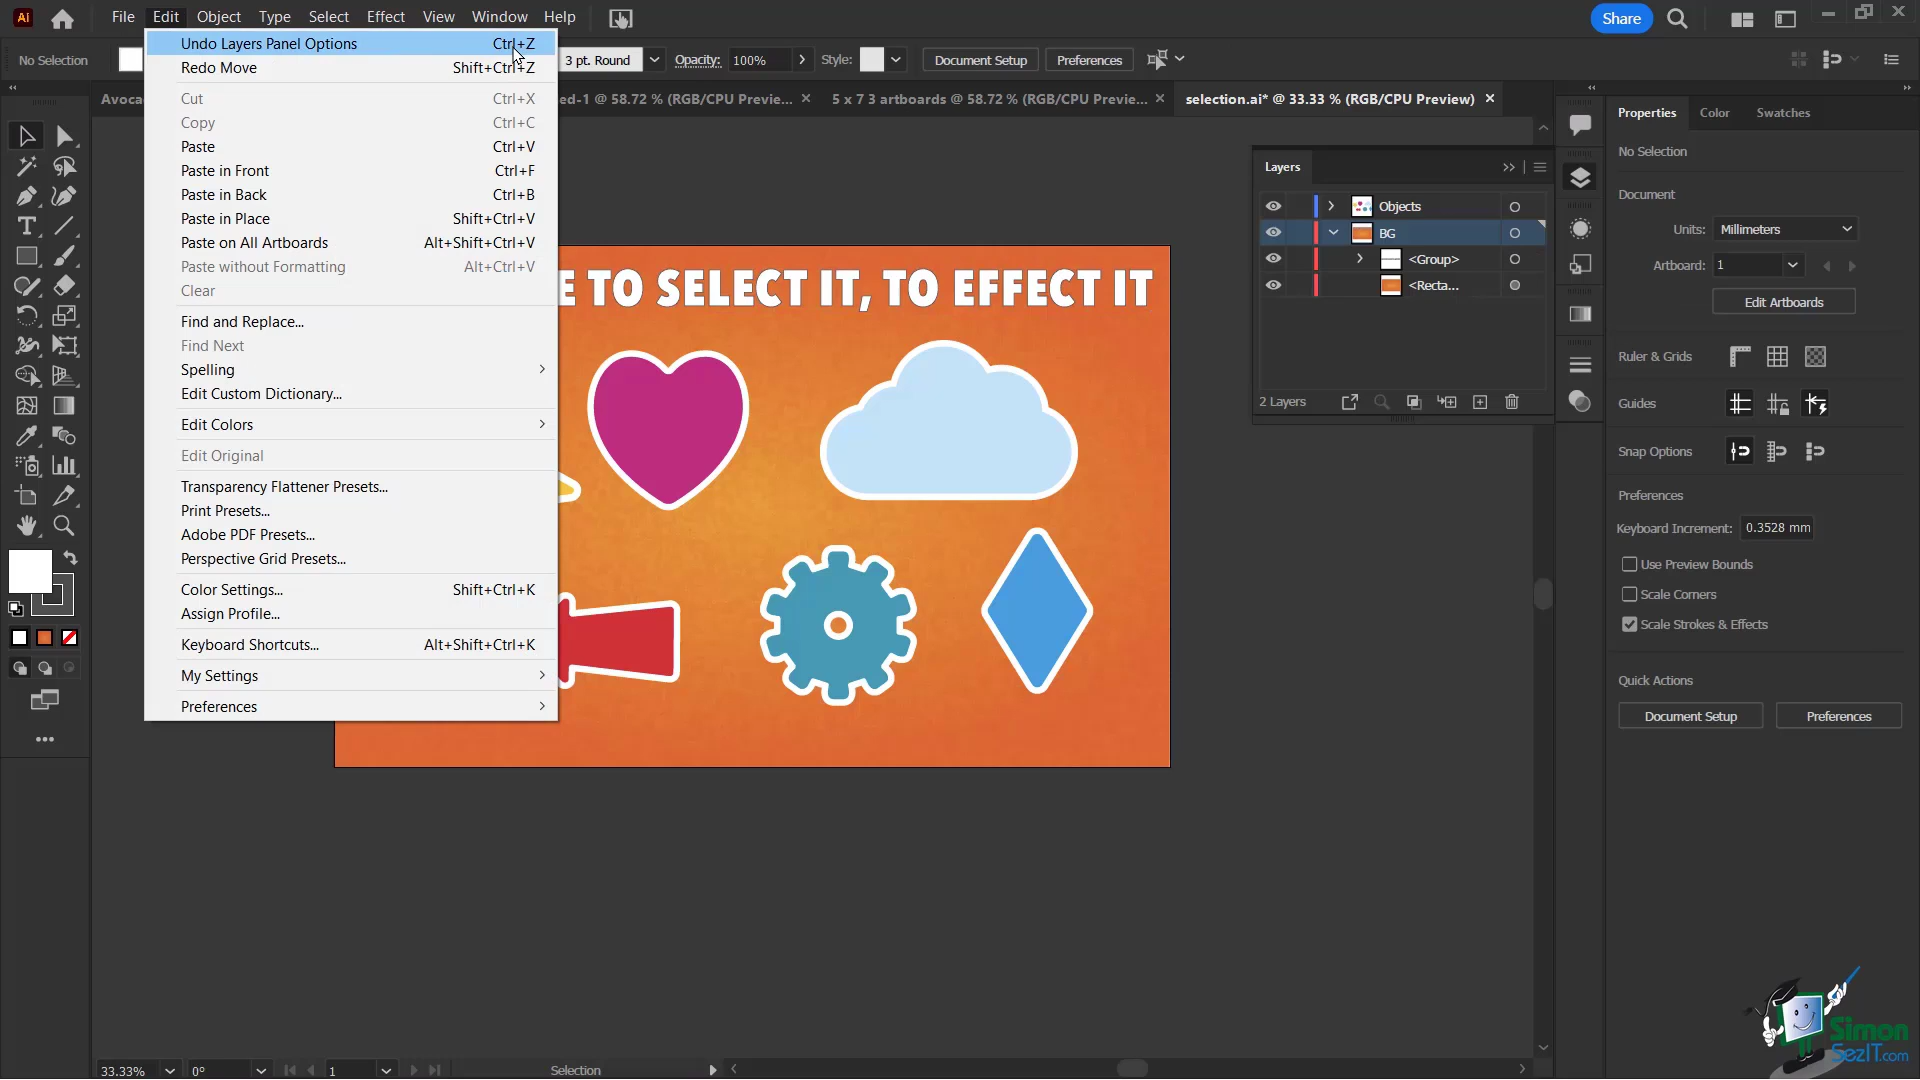 Ai File Edit Object Type Select Effect View Window Help Share
No Selection 3 pt. Round Opacity: 100% Style: Document Setup Preferences
Avoca ed-1 @ 58.72 % (RGB/CPU Previe... 5 x 7 3 artboards @ 58.72 % (RGB/CPU Previe... selection.ai* @ 33.33 % (RGB/CPU Preview)
Undo Layers Panel Options Ctrl+Z
Redo Move Shift+Ctrl+Z
Cut Ctrl+X
Copy Ctrl+C
Paste Ctrl+V
Paste in Front Ctrl+F
Paste in Back Ctrl+B
Paste in Place Shift+Ctrl+V
Paste on All Artboards Alt+Shift+Ctrl+V
Paste without Formatting Alt+Ctrl+V
Clear
Find and Replace...
Find Next
Spelling
Edit Custom Dictionary...
Edit Colors
Edit Original
Transparency Flattener Presets...
Print Presets...
Adobe PDF Presets...
Perspective Grid Presets...
Color Settings... Shift+Ctrl+K
Assign Profile...
Keyboard Shortcuts... Alt+Shift+Ctrl+K
My Settings
Preferences
E TO SELECT IT, TO EFFECT IT
Layers
Objects
BG
<Group>
<Recta...
2 Layers
Properties Color Swatches
No Selection
Document
Units: Millimeters
Artboard: 1
Edit Artboards
Ruler & Grids
Guides
Snap Options
Preferences
Keyboard Increment: 0.3528 mm
Use Preview Bounds
Scale Corners
Scale Strokes & Effects
Quick Actions
Document Setup Preferences
Simon
SezIT.com
33.33% 0° 1 Selection